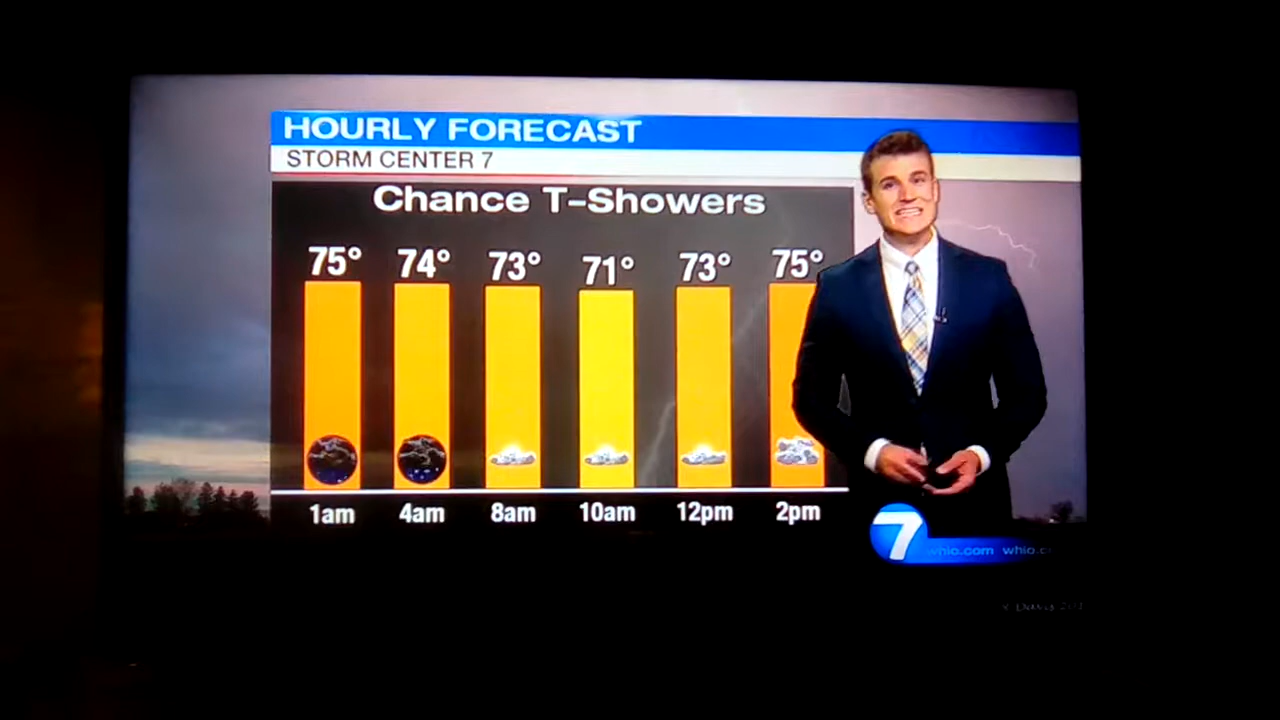 HOURLY FORECAST
STORM CENTER 7
Chance T-Showers
75° 74° 73° 71° 73° 75°
1am 4am 8am 10am 12pm 2pm
7
whio.com whio.c